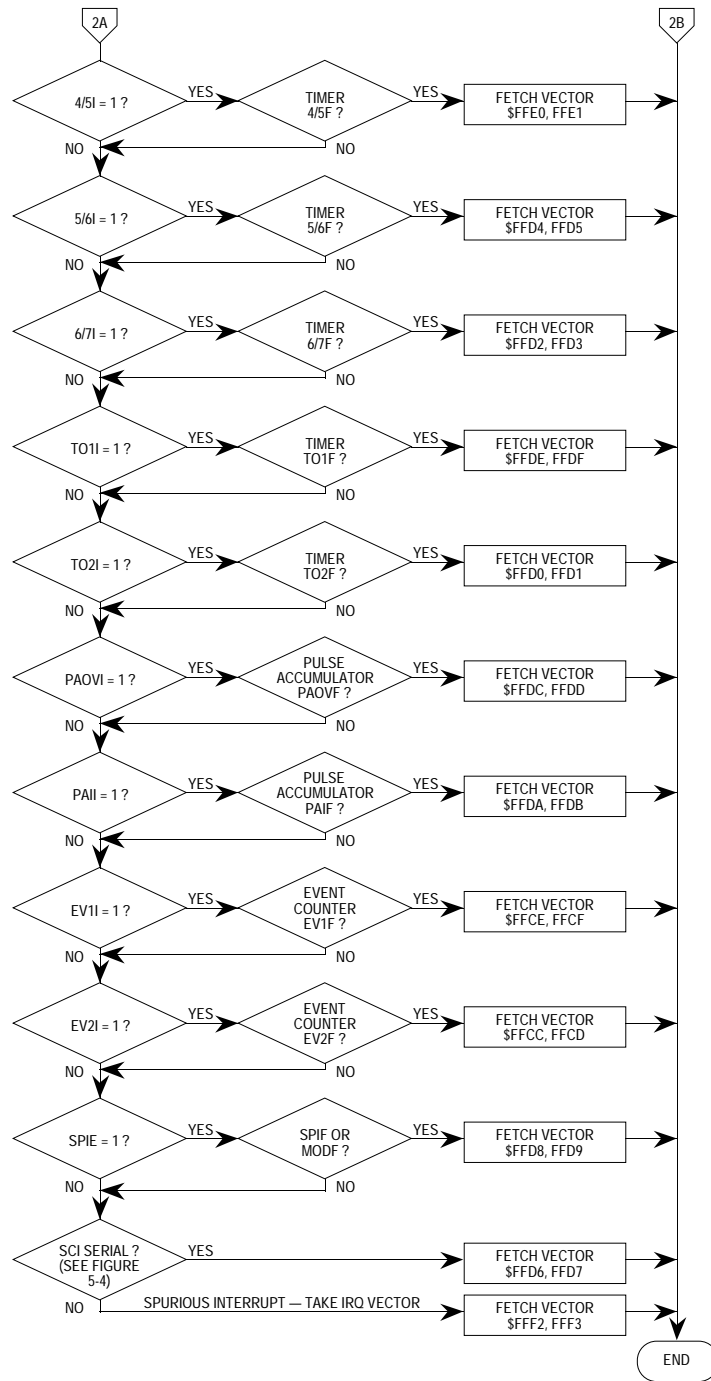 2A
2B
4/5I = 1 ?
YES
TIMER
4/5F ?
YES
FETCH VECTOR
$FFE0, FFE1
NO
NO
5/6I = 1 ?
YES
TIMER
5/6F ?
YES
FETCH VECTOR
$FFD4, FFD5
NO
NO
6/7I = 1 ?
YES
TIMER
6/7F ?
YES
FETCH VECTOR
$FFD2, FFD3
NO
NO
TO1I = 1 ?
YES
TIMER
TO1F ?
YES
FETCH VECTOR
$FFDE, FFDF
NO
NO
TO2I = 1 ?
YES
TIMER
TO2F ?
YES
FETCH VECTOR
$FFD0, FFD1
NO
NO
PAOVI = 1 ?
YES
PULSE
ACCUMULATOR
PAOVF ?
YES
FETCH VECTOR
$FFDC, FFDD
NO
NO
PAII = 1 ?
YES
PULSE
ACCUMULATOR
PAIF ?
YES
FETCH VECTOR
$FFDA, FFDB
NO
NO
EV1I = 1 ?
YES
EVENT
COUNTER
EV1F ?
YES
FETCH VECTOR
$FFCE, FFCF
NO
NO
EV2I = 1 ?
YES
EVENT
COUNTER
EV2F ?
YES
FETCH VECTOR
$FFCC, FFCD
NO
NO
SPIE = 1 ?
YES
SPIF OR
MODF ?
YES
FETCH VECTOR
$FFD8, FFD9
NO
NO
SCI SERIAL ?
(SEE FIGURE
5-4)
YES
FETCH VECTOR
$FFD6, FFD7
NO
SPURIOUS INTERRUPT — TAKE IRQ VECTOR
FETCH VECTOR
$FFF2, FFF3
END